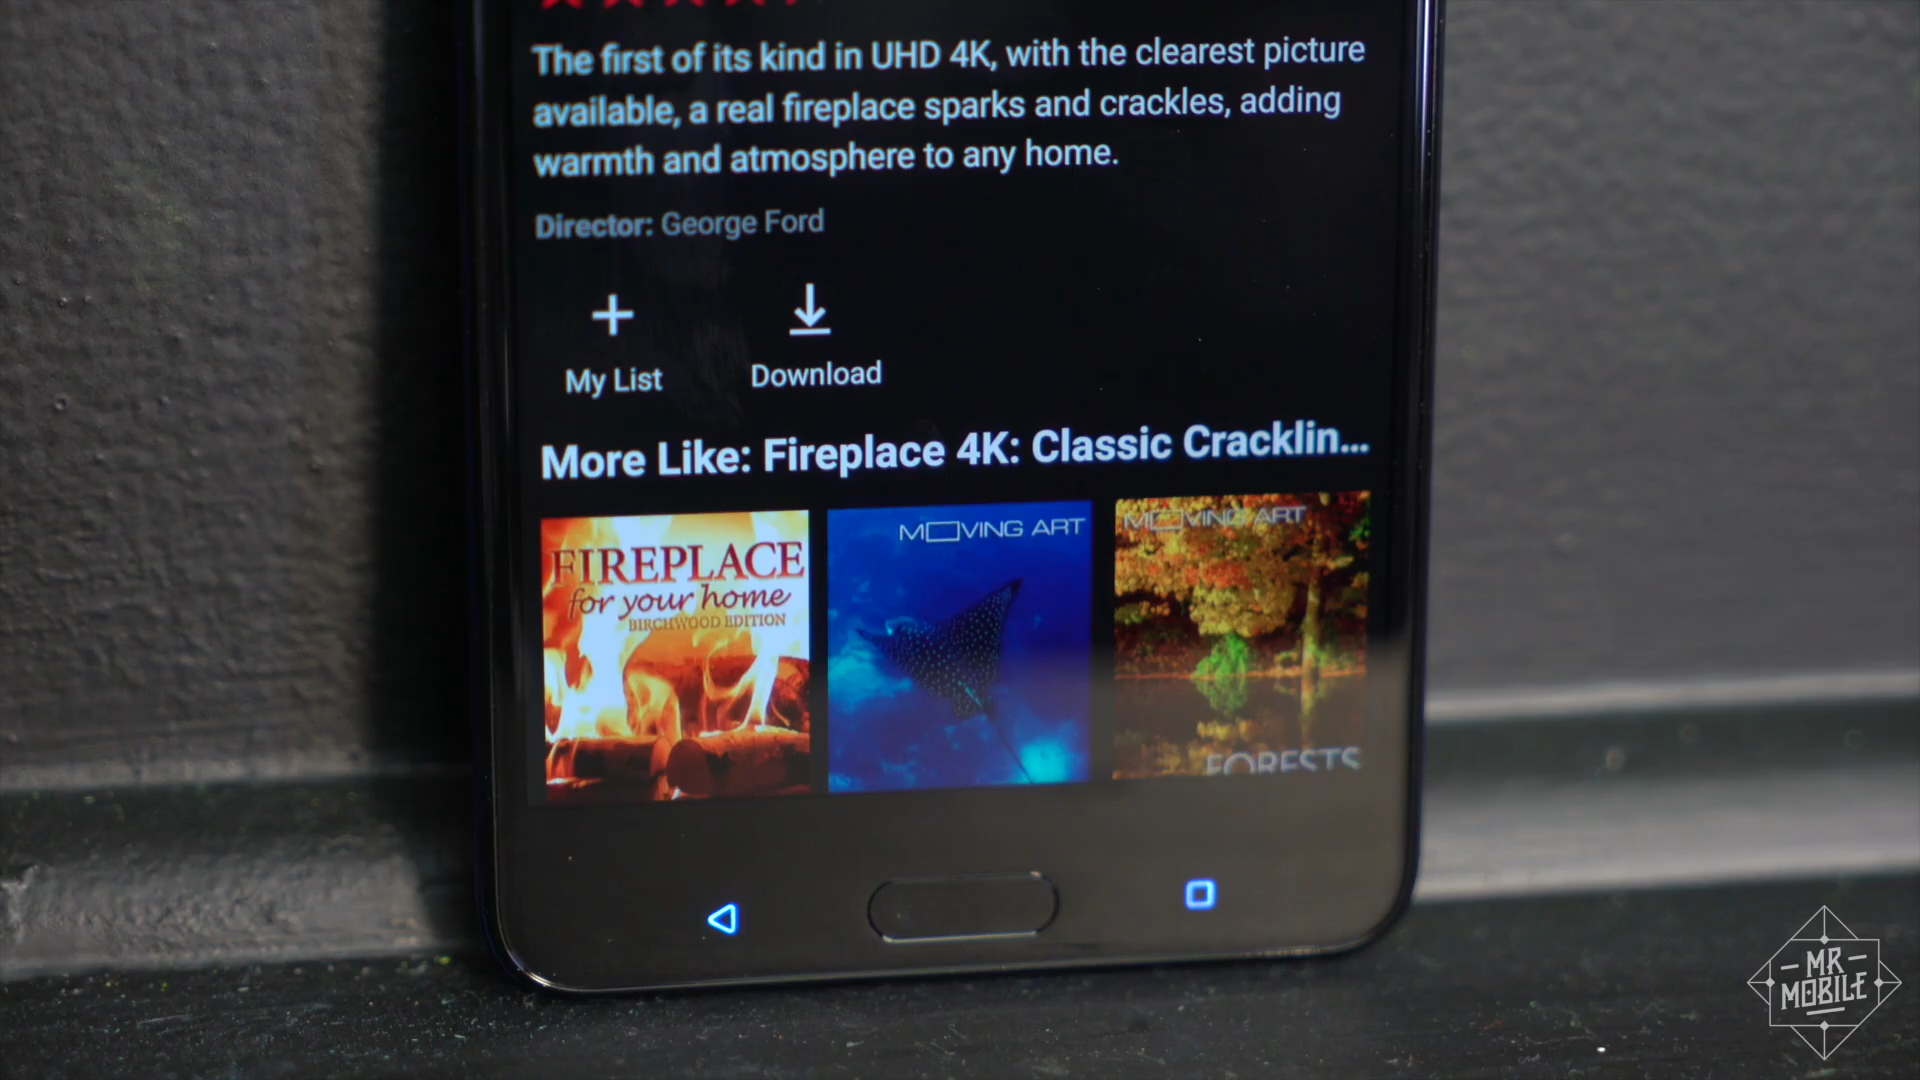 The first of its kind in UHD 4K, with the clearest picture
available, a real fireplace sparks and crackles, adding
warmth and atmosphere to any home.
Director: George Ford
My List
Download
More Like: Fireplace 4K: Classic Cracklin...
FIREPLACE
for your home
BIRCHWOOD EDITION
MOVING ART
MOVING ART
FORESTS
MR
MOBILE